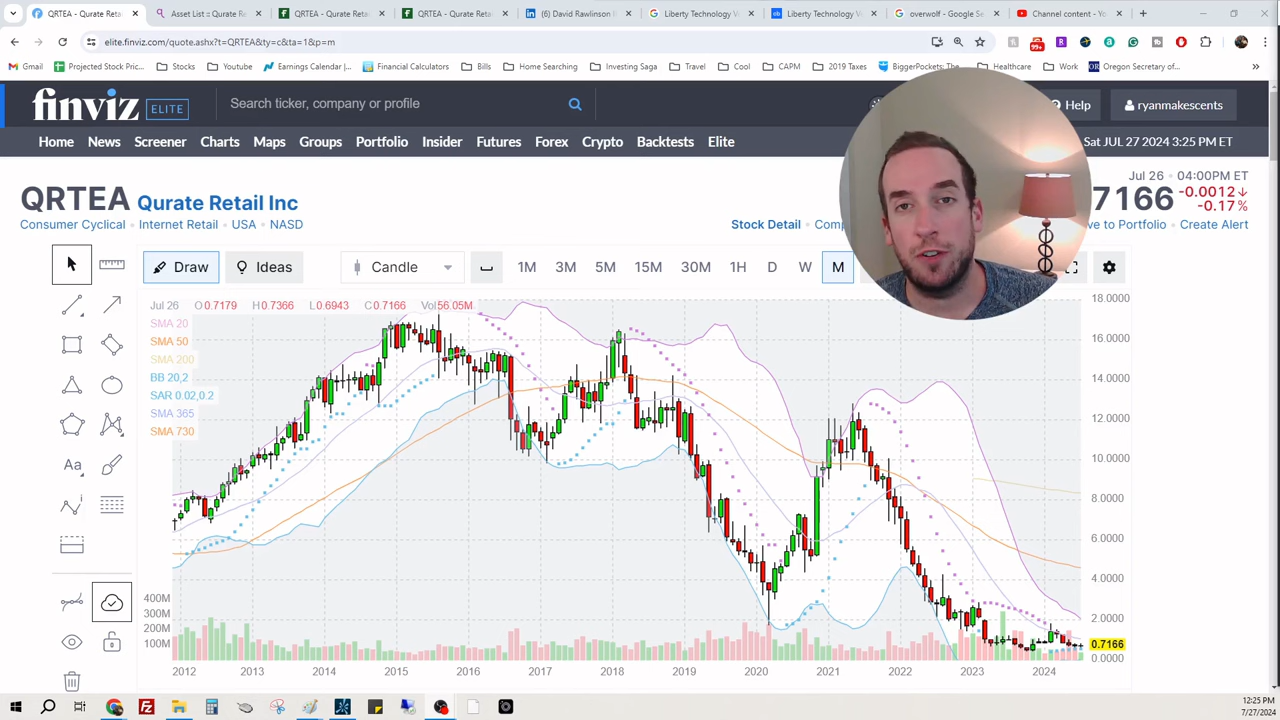 QRTEA - Qurate Retai
Asset List :: Qurate Re
QRTEA - Qurate Retai
QRTEA - Qurate Retai
(6) David Rawlinson
Liberty Technology V
Liberty Technology V
overwolf - Google Se
Channel content - Yo
elite.finviz.com/quote.ashx?t=QRTEA&ty=c&ta=1&p=m
Gmail
Projected Stock Pric...
Stocks
Youtube
Earnings Calendar |...
Financial Calculators
Bills
Home Searching
Investing Saga
Travel
Cool
CAPM
2019 Taxes
BiggerPockets: The...
Healthcare
Work
Oregon Secretary of...
finviz ELITE
Search ticker, company or profile
Help
ryanmakescents
Home News Screener Charts Maps Groups Portfolio Insider Futures Forex Crypto Backtests Elite
Sat JUL 27 2024 3:25 PM ET
QRTEA Qurate Retail Inc
Jul 26 • 04:00PM ET
7166
-0.0012
-0.17%
Consumer Cyclical • Internet Retail • USA • NASD
Stock Detail
Comp
ve to Portfolio • Create Alert
Draw
Ideas
Candle
1M 3M 5M 15M 30M 1H D W M
Jul 26 O 0.7179 H 0.7366 L 0.6943 C 0.7166 Vol 56.05M
SMA 20
SMA 50
SMA 200
BB 20,2
SAR 0.02,0.2
SMA 365
SMA 730
Aa
18.0000
16.0000
14.0000
12.0000
10.0000
8.0000
6.0000
4.0000
2.0000
0.7166
0.0000
400M
300M
200M
100M
2012 2013 2014 2015 2016 2017 2018 2019 2020 2021 2022 2023 2024
12:25 PM
7/27/2024